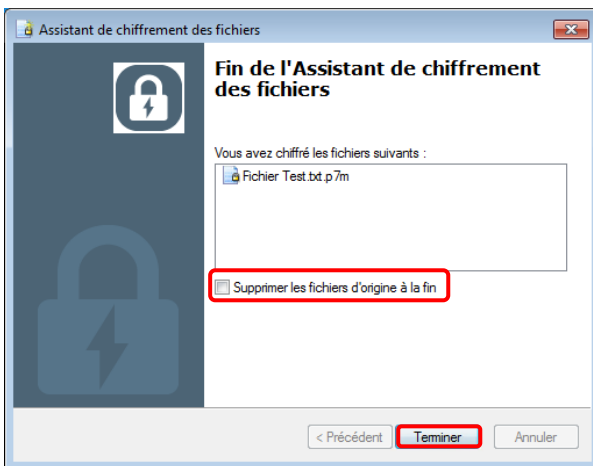 Assistant de chiffrement des fichiers
Fin de l'Assistant de chiffrement
des fichiers
Vous avez chiffré les fichiers suivants :
Fichier Test.txt.p7m
Supprimer les fichiers d'origine à la fin
< Précédent Terminer Annuler